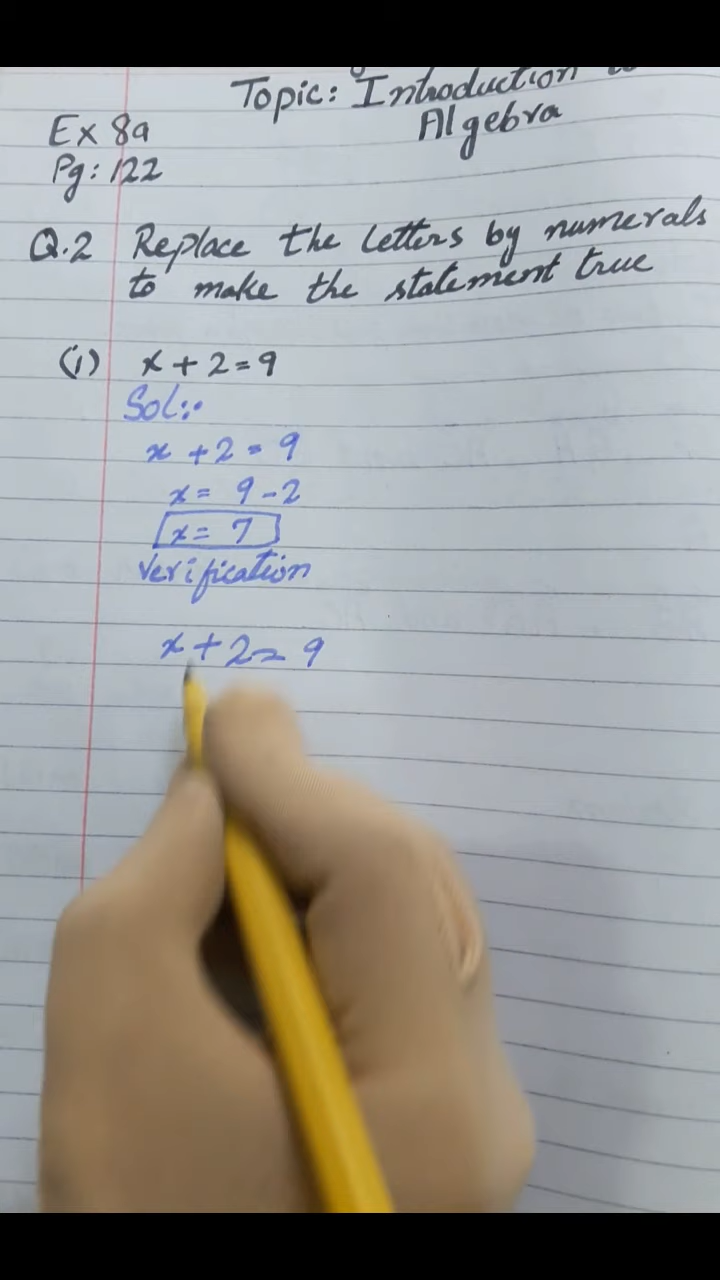 Topic: Introduction
Algebra
Ex 8a
Pg: 122
Q.2 Replace the letters by numerals
to make the statement true
(i) x + 2 = 9
Sol:.
x + 2 = 9
x = 9 - 2
x = 7
Verification
x + 2 = 9